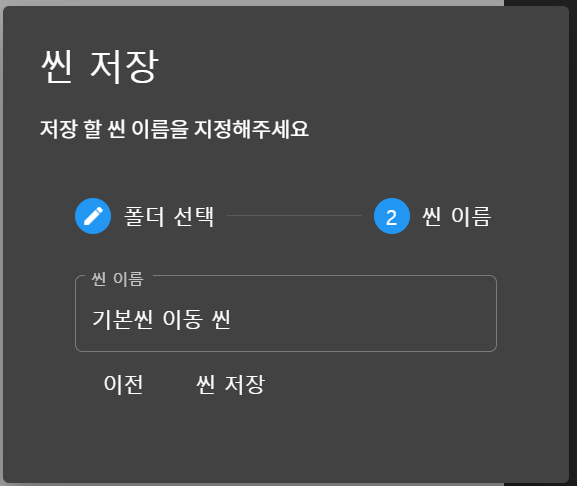 씬 저장
저장 할 씬 이름을 지정해주세요
폴더 선택 2 씬 이름
씬 이름
기본씬 이동 씬
이전 씬 저장